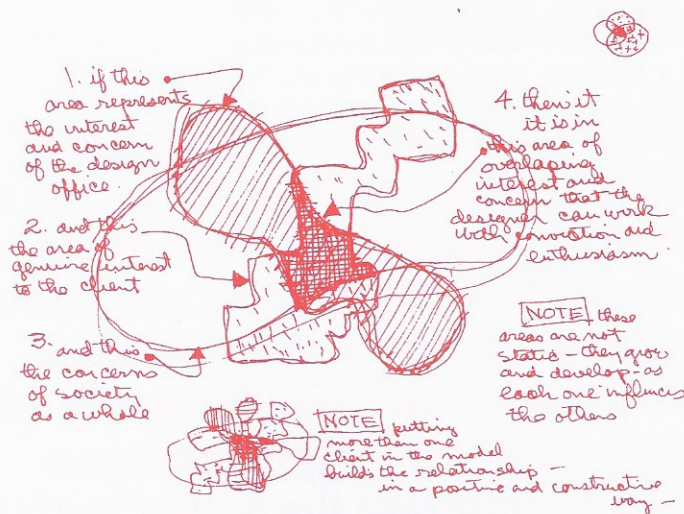 1. if this
area represents
the interest
and concern
of the design
office.
2. and this
the area of
genuine interest
to the client
3. and this
the concerns
of society
as a whole
4. then it
it is in
this area of
overlaping
interest and
concern that the
designer can work
with conviction and
enthusiasm
NOTE these
areas are not
static - they grow
and develop - as
each one influences
the others
NOTE putting
more than one
client in the model
builds the relationship -
in a positive and constructive
way -